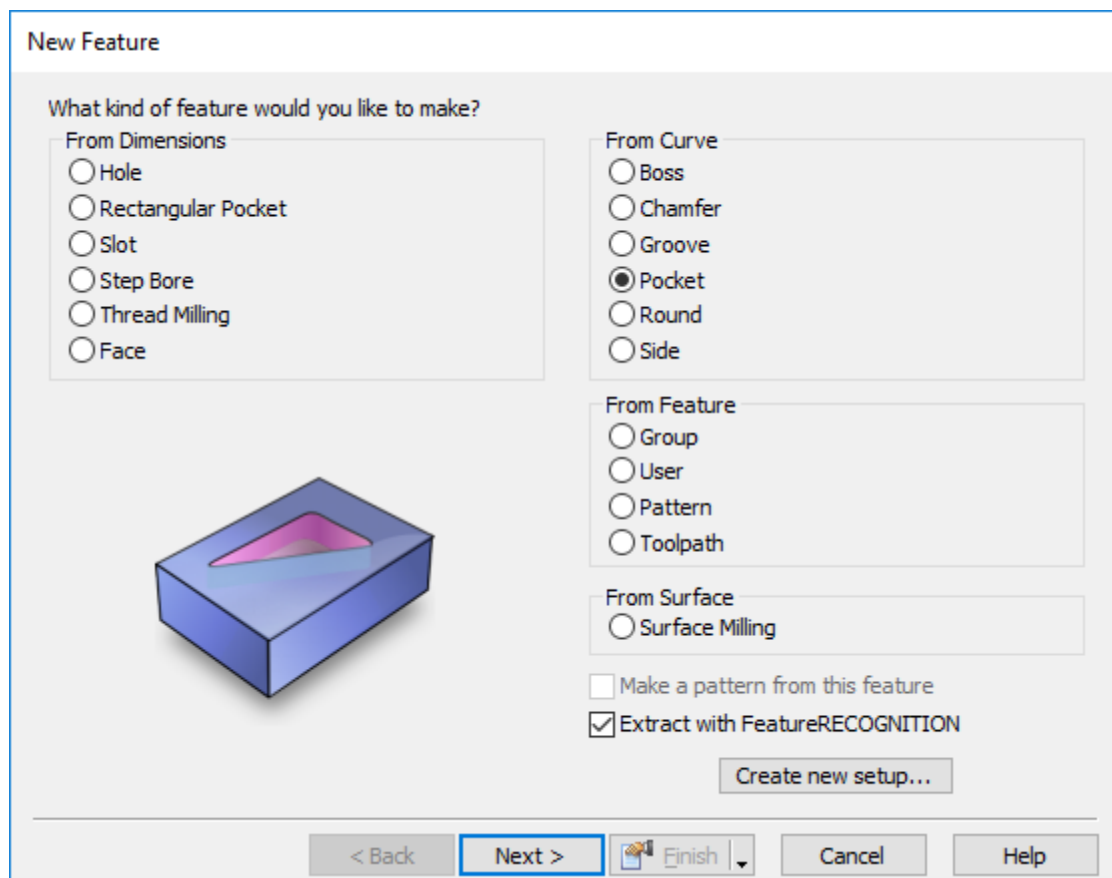 New Feature
What kind of feature would you like to make?
From Dimensions
Hole
Rectangular Pocket
Slot
Step Bore
Thread Milling
Face
From Curve
Boss
Chamfer
Groove
Pocket
Round
Side
From Feature
Group
User
Pattern
Toolpath
From Surface
Surface Milling
Make a pattern from this feature
Extract with FeatureRECOGNITION
Create new setup...
< Back Next > Finish Cancel Help